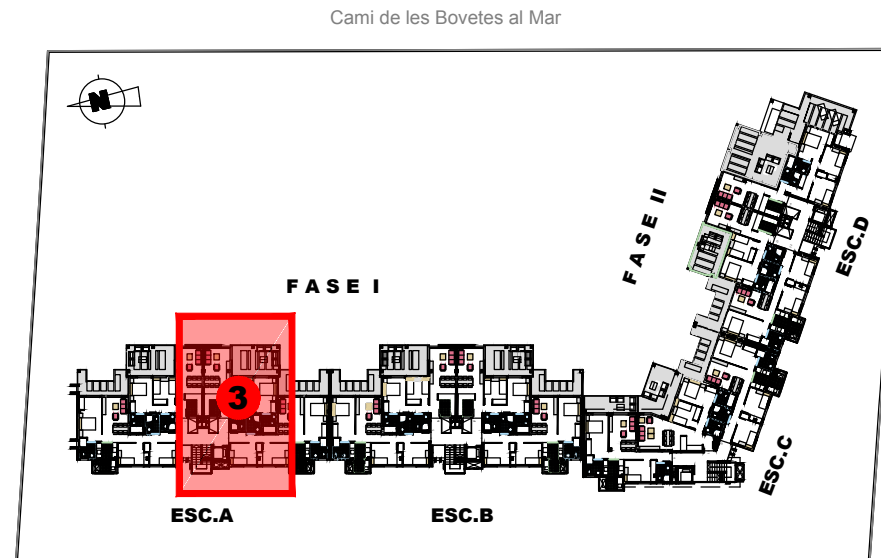 Cami de les Bovetes al Mar
N
FASE II
ESC.D
FASE I
3
ESC.C
ESC.A
ESC.B